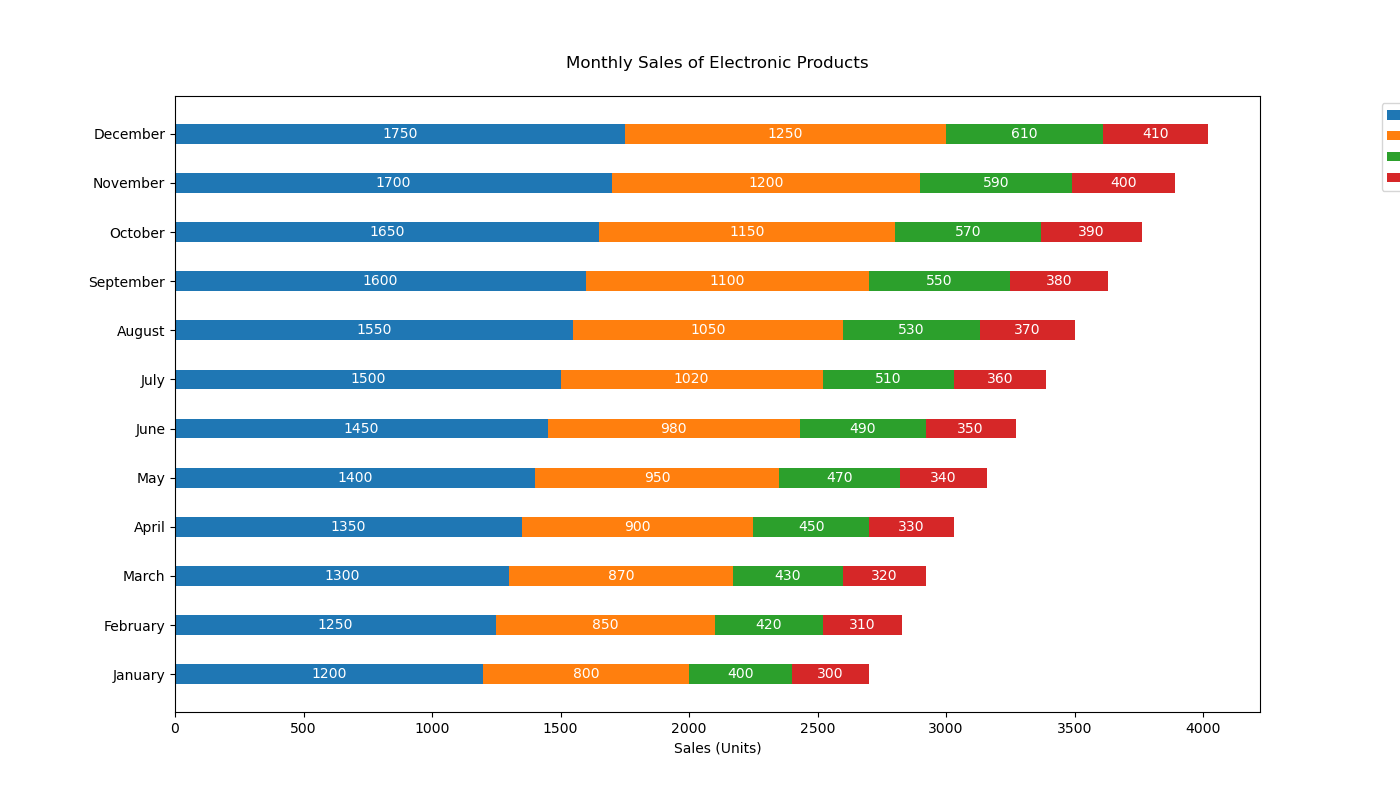 Monthly Sales of Electronic Products
December 1750 1250 610 410
November 1700 1200 590 400
October 1650 1150 570 390
September 1600 1100 550 380
August 1550 1050 530 370
July 1500 1020 510 360
June 1450 980 490 350
May 1400 950 470 340
April 1350 900 450 330
March 1300 870 430 320
February 1250 850 420 310
January 1200 800 400 300
0 500 1000 1500 2000 2500 3000 3500 4000
Sales (Units)